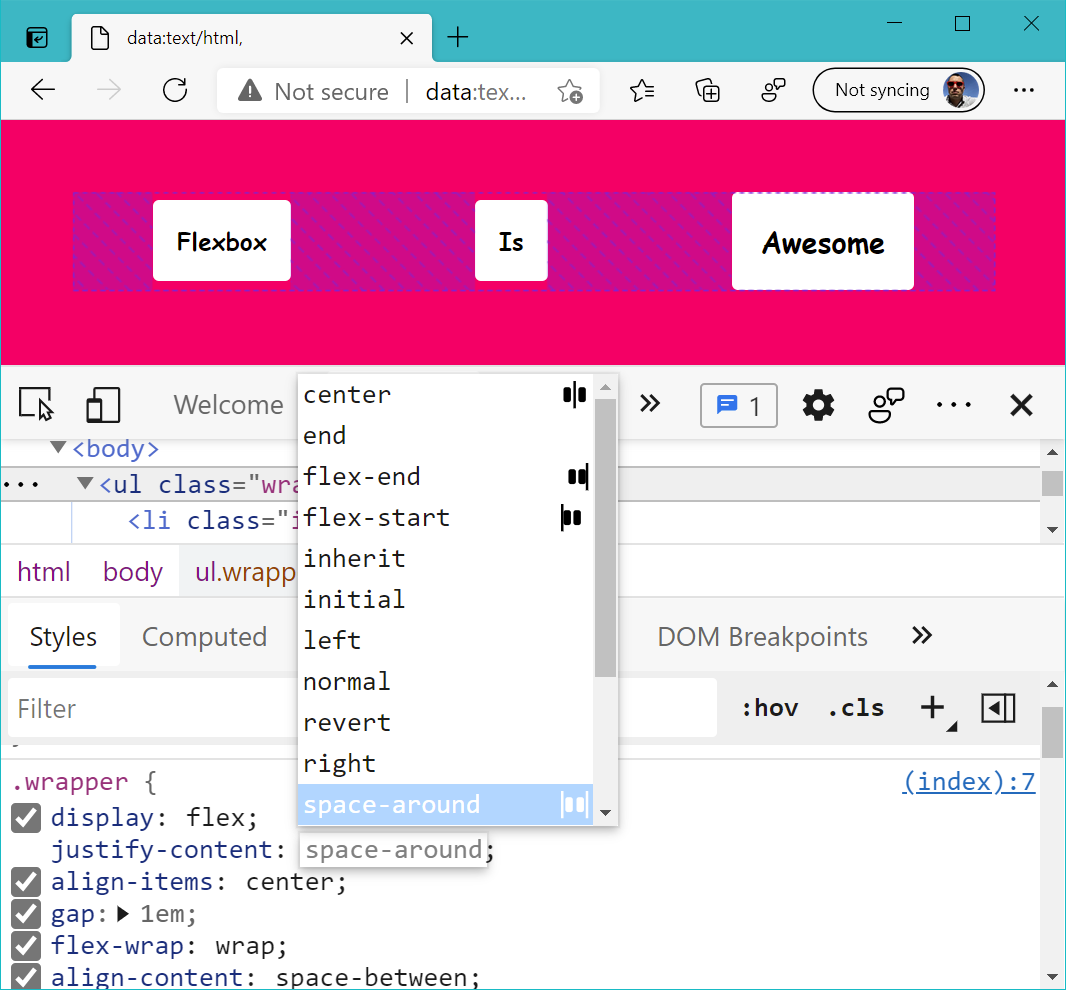 data:text/html,
Not secure | data:tex... Not syncing
Flexbox Is Awesome
Welcome 1
<body>
<ul class="wra
<li class="i
html body ul.wrapp
Styles Computed DOM Breakpoints
Filter :hov .cls
center
end
flex-end
flex-start
inherit
initial
left
normal
revert
right
space-around
.wrapper { (index):7
display: flex;
justify-content: space-around;
align-items: center;
gap: 1em;
flex-wrap: wrap;
align-content: space-between;